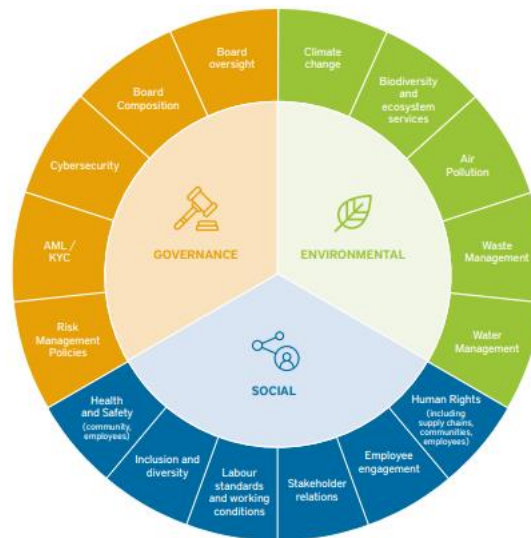 Board
oversight
Climate
change
Board
Composition
Biodiversity
and
ecosystem
services
Cybersecurity
Air
Pollution
GOVERNANCE
ENVIRONMENTAL
AML /
KYC
Waste
Management
Risk
Management
Policies
Water
Management
SOCIAL
Health
and Safety
(community,
employees)
Inclusion and
diversity
Labour
standards
and working
conditions
Stakeholder
relations
Employee
engagement
Human Rights
(including
supply chains,
communities,
employees)